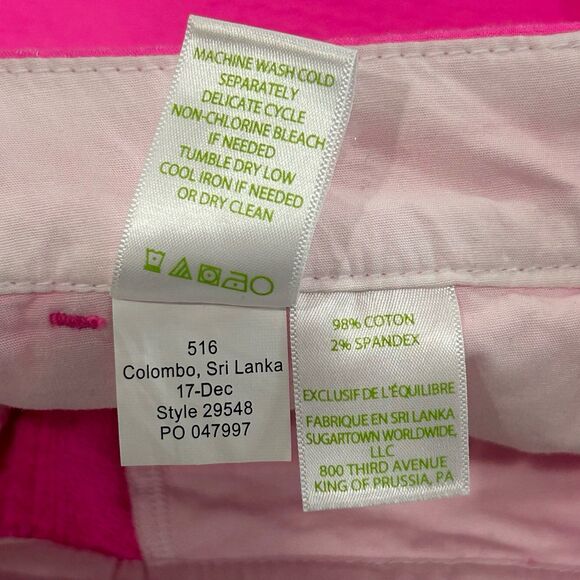 MACHINE WASH COLD
SEPARATELY
DELICATE CYCLE
NON-CHLORINE BLEACH
IF NEEDED
TUMBLE DRY LOW
COOL IRON IF NEEDED
OR DRY CLEAN
516
Colombo, Sri Lanka
17-Dec
Style 29548
PO 047997
98% COTON
2% SPANDEX
EXCLUSIF DE L'ÉQUILIBRE
FABRIQUE EN SRI LANKA
SUGARTOWN WORLDWIDE,
LLC
800 THIRD AVENUE
KING OF PRUSSIA, PA